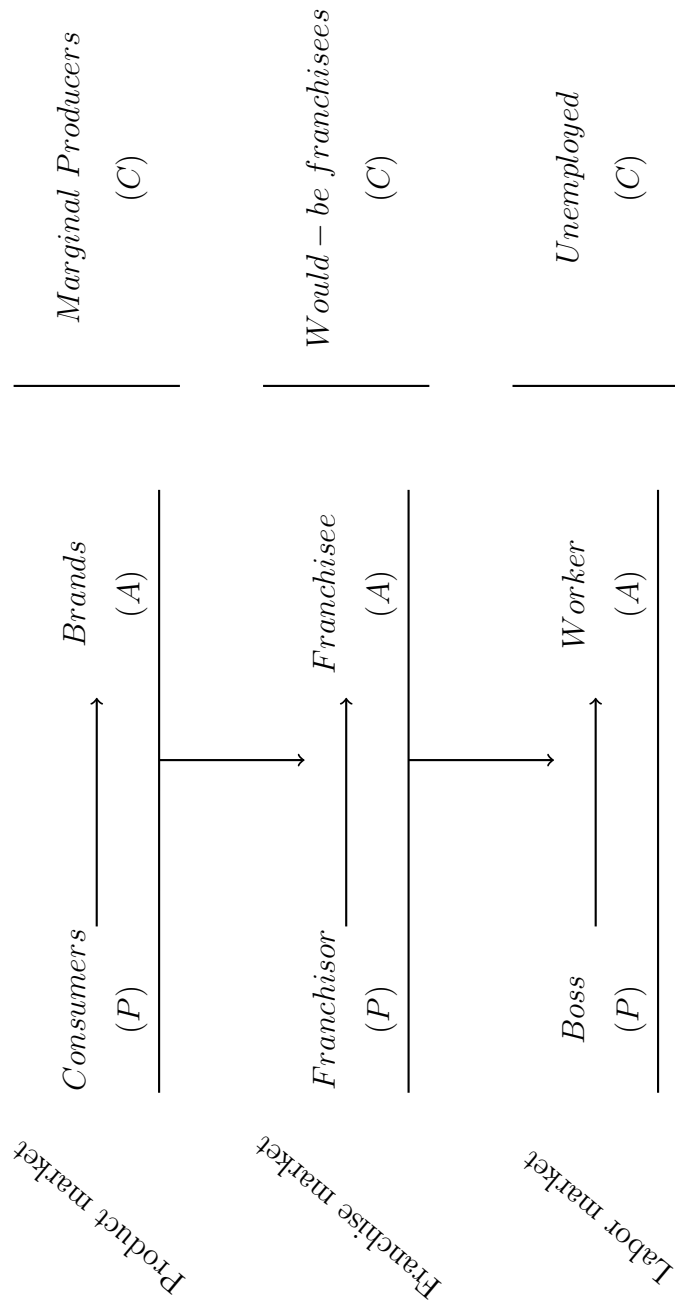 Product market
Consumers
(P)
Brands
(A)
Marginal Producers
(C)
Franchise market
Franchisor
(P)
Franchisee
(A)
Would − be franchisees
(C)
Labor market
Boss
(P)
Worker
(A)
Unemployed
(C)